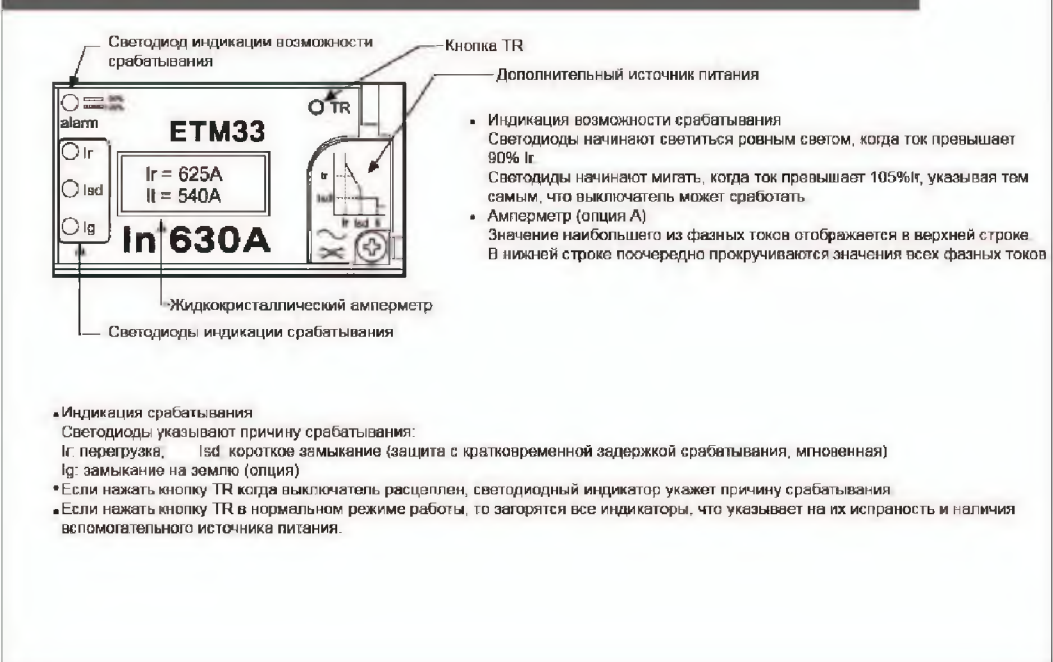 Светодиод индикации возможности
срабатывания
Кнопка TR
Дополнительный источник питания
alarm
TR
ETM33
Ir
Isd
Ig
Ir = 625A
It = 540A
In 630A
tr
Isd
Ir Isd Ii
Жидкокристаллический амперметр
Светодиоды индикации срабатывания
• Индикация возможности срабатывания
Светодиоды начинают светиться ровным светом, когда ток превышает
90% Ir
Светодиды начинают мигать, когда ток превышает 105%Ir, указывая тем
самым, что выключатель может сработать
• Амперметр (опция А)
Значение наибольшего из фазных токов отображается в верхней строке
В нижней строке поочередно прокручиваются значения всех фазных токов
• Индикация срабатывания
Светодиоды указывают причину срабатывания:
Ir: перегрузка, Isd короткое замыкание (защита с кратковременной задержкой срабатывания, мгновенная)
Ig: замыкание на землю (опция)
• Если нажать кнопку TR когда выключатель расцеплен, светодиодный индикатор укажет причину срабатывания
• Если нажать кнопку TR в нормальном режиме работы, то загорятся все индикаторы, что указывает на их испраность и наличия
вспомогательного источника питания.